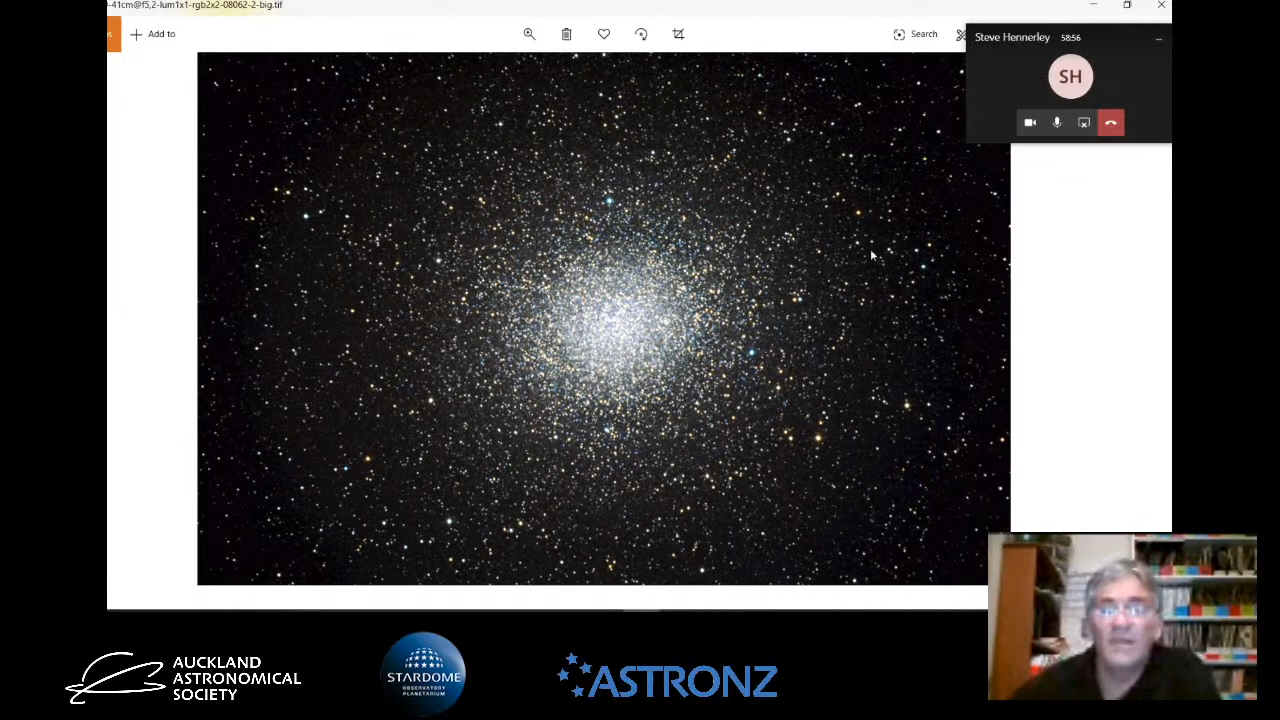 -41cm@f5,2-lum1x1-rgb2x2-08062-2-big.tif
Add to
Search
Steve Hennerley 58:56
SH
AUCKLAND
ASTRONOMICAL
SOCIETY
STARDOME
OBSERVATORY
PLANETARIUM
ASTRONZ